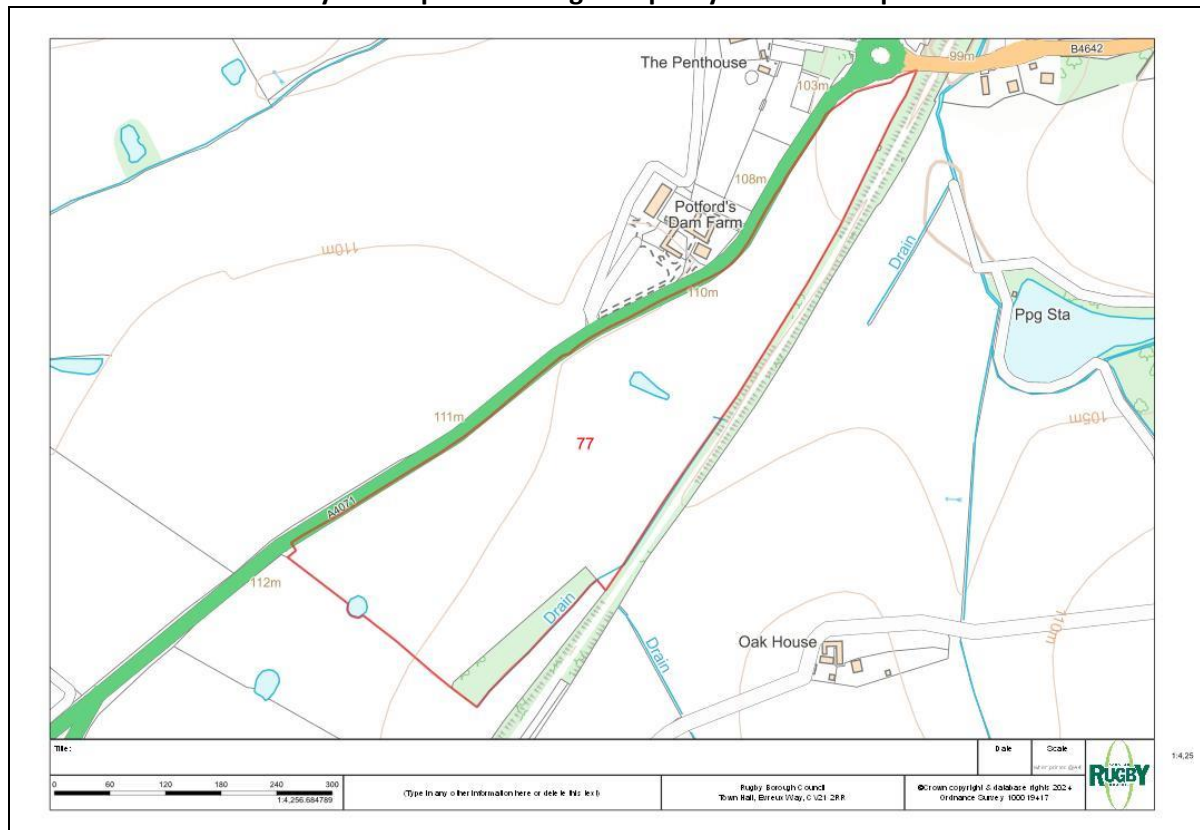 B4642
99m
The Penthouse
103m
108m
Potford's
Dam Farm
110m
110m
Drain
Ppg Sta
111m
105m
77
A4071
112m
Drain
Oak House
110m
Drain
Title:
Date
Scale
0 60 120 180 240 300
1:4,256.684789
(Type in any other information here or delete this text)
Rugby Borough Council
Town Hall, Evreux Way, CV21 2RR
©Crown copyright & database rights 2024
Ordnance Survey 100019417
RUGBY
1:4,25